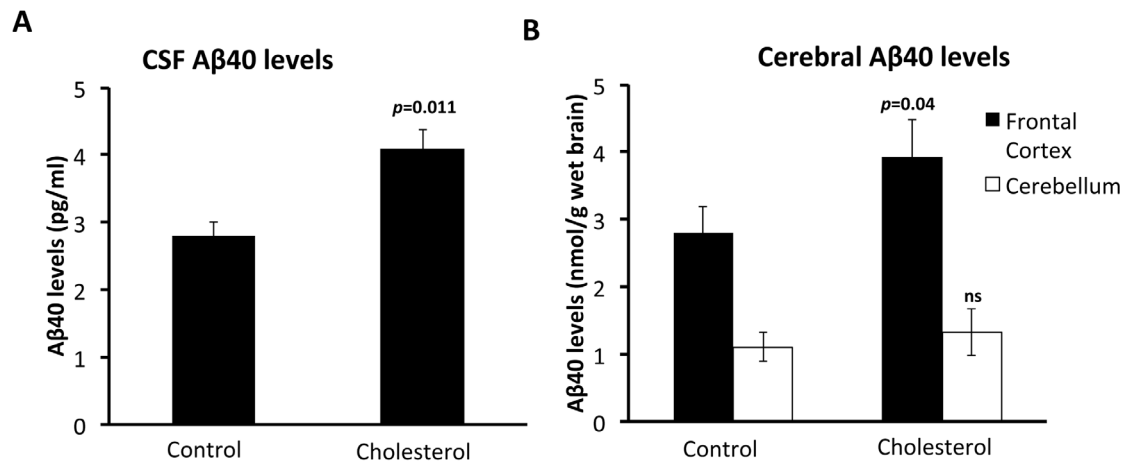 A
CSF Aβ40 levels
Aβ40 levels (pg/ml)
5
4
3
2
1
0
p=0.011
Control
Cholesterol
B
Cerebral Aβ40 levels
Aβ40 levels (nmol/g wet brain)
5
4
3
2
1
0
p=0.04
ns
Control
Cholesterol
Frontal
Cortex
Cerebellum